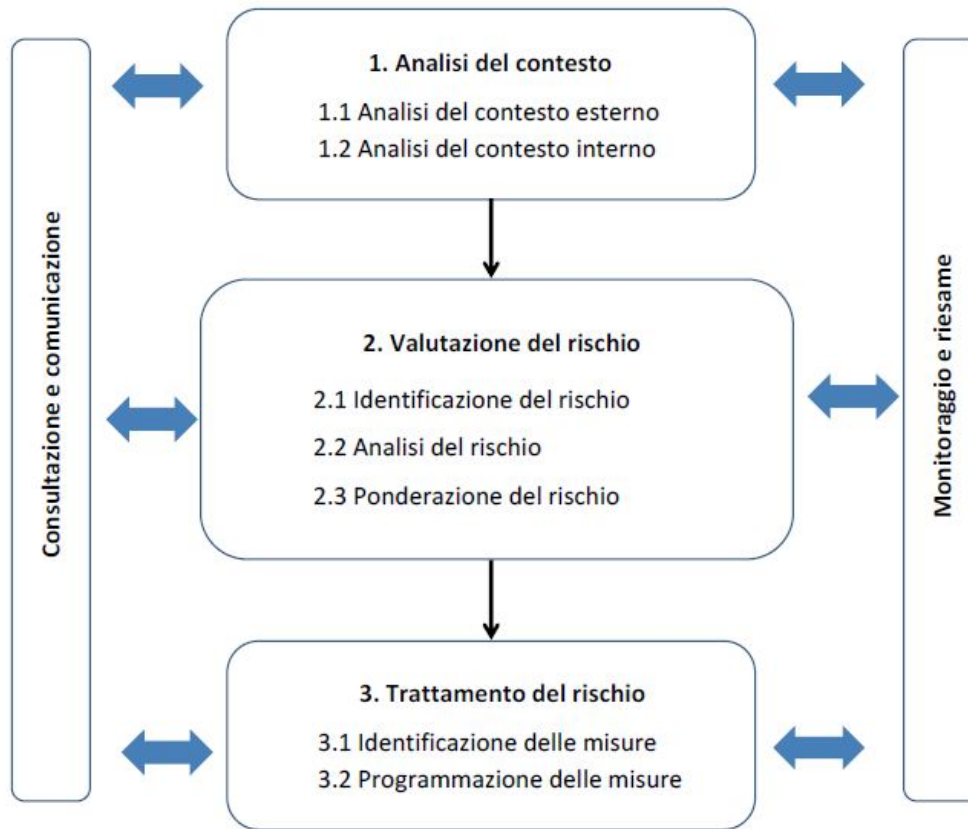 Consultazione e comunicazione
1. Analisi del contesto
1.1 Analisi del contesto esterno
1.2 Analisi del contesto interno
2. Valutazione del rischio
2.1 Identificazione del rischio
2.2 Analisi del rischio
2.3 Ponderazione del rischio
3. Trattamento del rischio
3.1 Identificazione delle misure
3.2 Programmazione delle misure
Monitoraggio e riesame